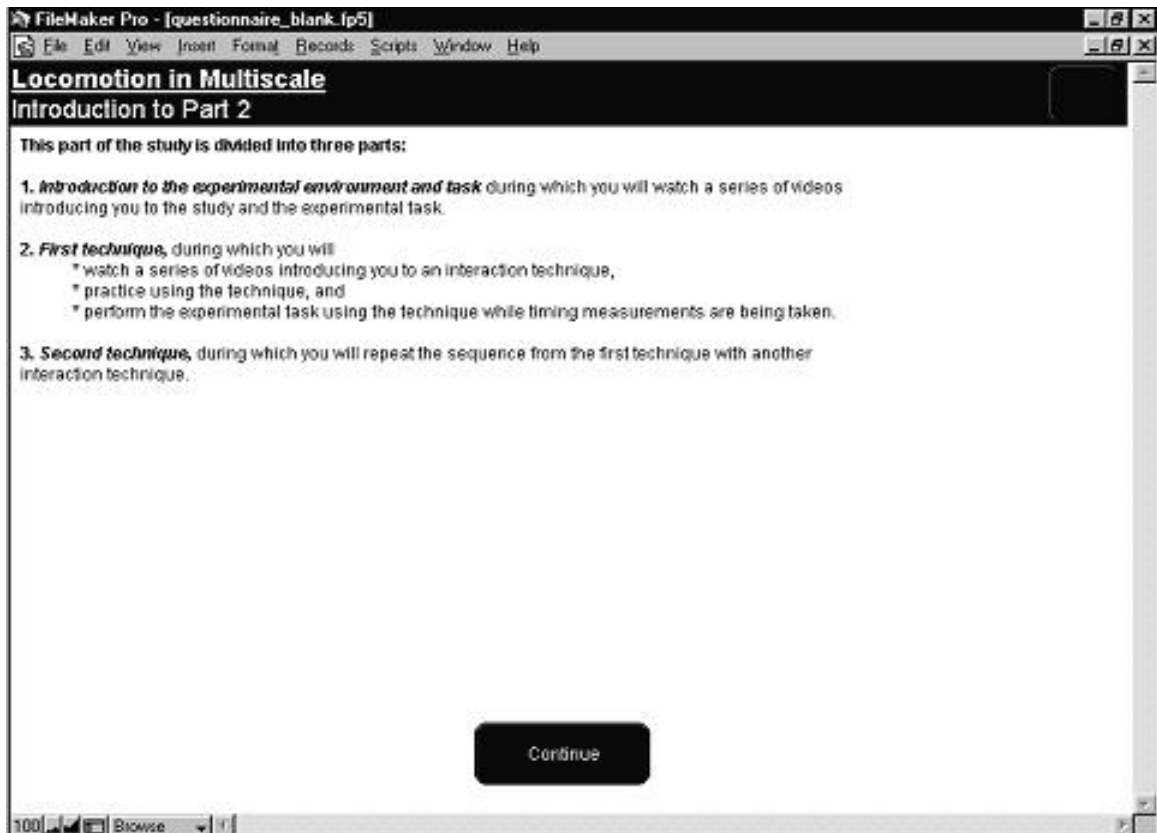 FileMaker Pro - [questionnaire_blank.fp5]
File Edit View Insert Format Records Scripts Window Help
Locomotion in Multiscale
Introduction to Part 2
This part of the study is divided into three parts:
1. Introduction to the experimental environment and task during which you will watch a series of videos
introducing you to the study and the experimental task.
2. First technique, during which you will
* watch a series of videos introducing you to an interaction technique,
* practice using the technique, and
* perform the experimental task using the technique while timing measurements are being taken.
3. Second technique, during which you will repeat the sequence from the first technique with another
interaction technique.
Continue
100 Browse